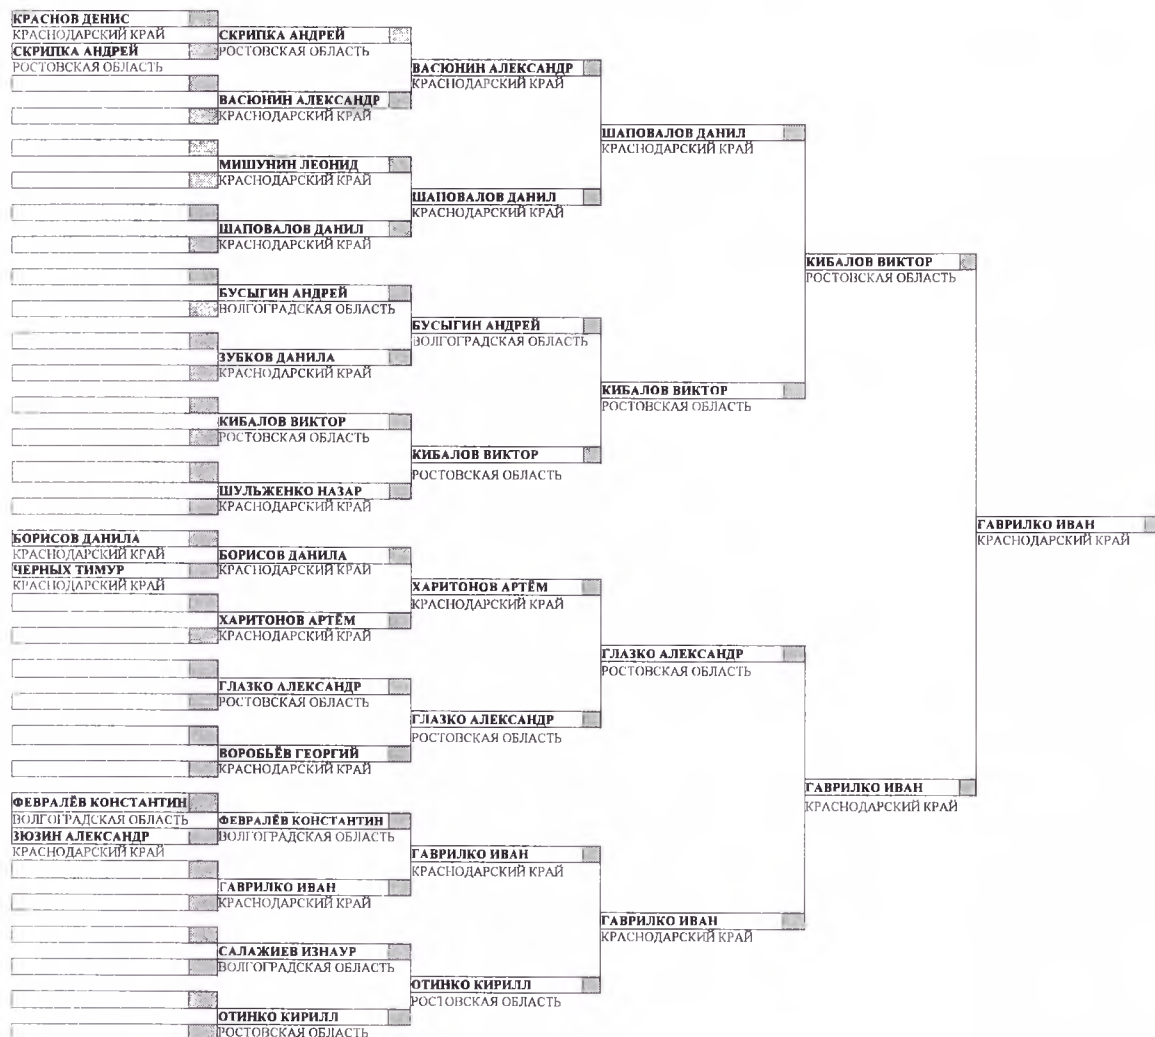 КРАСНОВ ДЕНИС
КРАСНОДАРСКИЙ КРАЙ
СКРИПКА АНДРЕЙ
РОСТОВСКАЯ ОБЛАСТЬ
БОРИСОВ ДАНИЛА
КРАСНОДАРСКИЙ КРАЙ
ЧЕРНЫХ ТИМУР
КРАСНОДАРСКИЙ КРАЙ
ФЕВРАЛЁВ КОНСТАНТИН
ВОЛГОГРАДСКАЯ ОБЛАСТЬ
ЗЮЗИН АЛЕКСАНДР
КРАСНОДАРСКИЙ КРАЙ
СКРИПКА АНДРЕЙ
РОСТОВСКАЯ ОБЛАСТЬ
ВАСЮНИН АЛЕКСАНДР
КРАСНОДАРСКИЙ КРАЙ
МИШУНИН ЛЕОНИД
КРАСНОДАРСКИЙ КРАЙ
ШАПОВАЛОВ ДАНИЛ
КРАСНОДАРСКИЙ КРАЙ
БУСЫГИН АНДРЕЙ
ВОЛГОГРАДСКАЯ ОБЛАСТЬ
ЗУБКОВ ДАНИЛА
КРАСНОДАРСКИЙ КРАЙ
КИБАЛОВ ВИКТОР
РОСТОВСКАЯ ОБЛАСТЬ
ШУЛЬЖЕНКО НАЗАР
КРАСНОДАРСКИЙ КРАЙ
БОРИСОВ ДАНИЛА
КРАСНОДАРСКИЙ КРАЙ
ХАРИТОНОВ АРТЁМ
КРАСНОДАРСКИЙ КРАЙ
ГЛАЗКО АЛЕКСАНДР
РОСТОВСКАЯ ОБЛАСТЬ
ВОРОБЬЁВ ГЕОРГИЙ
КРАСНОДАРСКИЙ КРАЙ
ФЕВРАЛЁВ КОНСТАНТИН
ВОЛГОГРАДСКАЯ ОБЛАСТЬ
ГАВРИЛКО ИВАН
КРАСНОДАРСКИЙ КРАЙ
САЛАЖИЕВ ИЗНАУР
ВОЛГОГРАДСКАЯ ОБЛАСТЬ
ОТИНКО КИРИЛЛ
РОСТОВСКАЯ ОБЛАСТЬ
ВАСЮНИН АЛЕКСАНДР
КРАСНОДАРСКИЙ КРАЙ
ШАПОВАЛОВ ДАНИЛ
КРАСНОДАРСКИЙ КРАЙ
БУСЫГИН АНДРЕЙ
ВОЛГОГРАДСКАЯ ОБЛАСТЬ
КИБАЛОВ ВИКТОР
РОСТОВСКАЯ ОБЛАСТЬ
ХАРИТОНОВ АРТЁМ
КРАСНОДАРСКИЙ КРАЙ
ГЛАЗКО АЛЕКСАНДР
РОСТОВСКАЯ ОБЛАСТЬ
ГАВРИЛКО ИВАН
КРАСНОДАРСКИЙ КРАЙ
ОТИНКО КИРИЛЛ
РОСТОВСКАЯ ОБЛАСТЬ
ШАПОВАЛОВ ДАНИЛ
КРАСНОДАРСКИЙ КРАЙ
КИБАЛОВ ВИКТОР
РОСТОВСКАЯ ОБЛАСТЬ
ГЛАЗКО АЛЕКСАНДР
РОСТОВСКАЯ ОБЛАСТЬ
ГАВРИЛКО ИВАН
КРАСНОДАРСКИЙ КРАЙ
КИБАЛОВ ВИКТОР
РОСТОВСКАЯ ОБЛАСТЬ
ГАВРИЛКО ИВАН
КРАСНОДАРСКИЙ КРАЙ
ГАВРИЛКО ИВАН
КРАСНОДАРСКИЙ КРАЙ